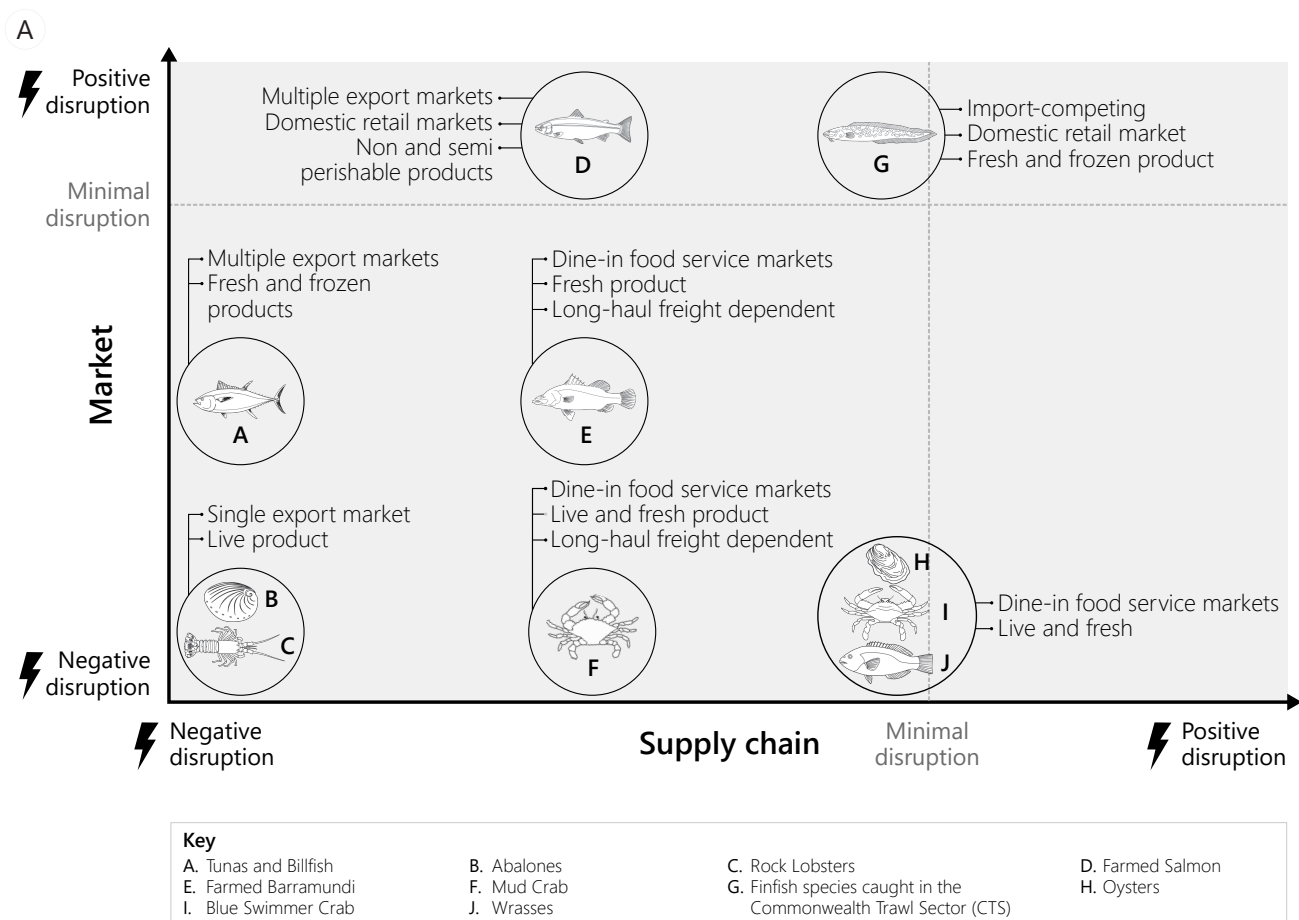 A
Positive
disruption
Multiple export markets
Domestic retail markets
Non and semi
perishable products
D
G
Import-competing
Domestic retail market
Fresh and frozen product
Minimal
disruption
Multiple export markets
Fresh and frozen
products
Dine-in food service markets
Fresh product
Long-haul freight dependent
Market
A
E
Single export market
Live product
Dine-in food service markets
Live and fresh product
Long-haul freight dependent
B
C
F
H
I
J
Dine-in food service markets
Live and fresh
Negative
disruption
Negative
disruption
Supply chain
Minimal
disruption
Positive
disruption
Key
A. Tunas and Billfish
B. Abalones
C. Rock Lobsters
D. Farmed Salmon
E. Farmed Barramundi
F. Mud Crab
G. Finfish species caught in the
Commonwealth Trawl Sector (CTS)
H. Oysters
I. Blue Swimmer Crab
J. Wrasses